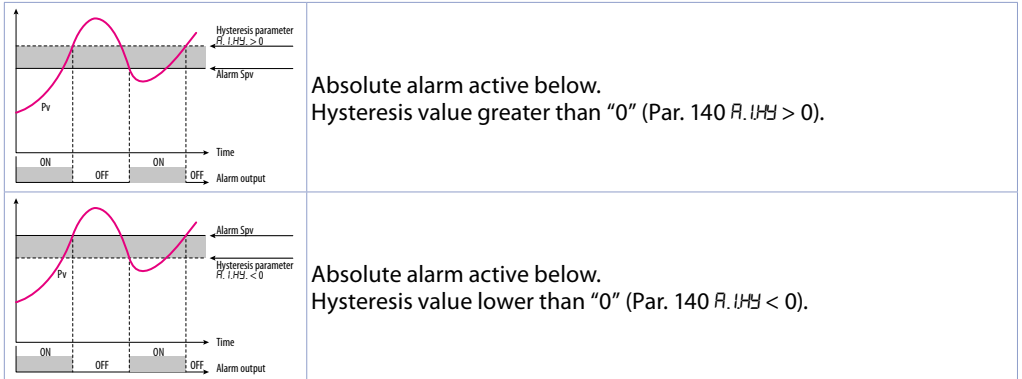 Hysteresis parameter
A. 1.HY. > 0
Alarm Spv
Pv
Time
ON
ON
OFF
OFF
Alarm output
Absolute alarm active below.
Hysteresis value greater than “0” (Par. 140 A. 1.HY > 0).
Alarm Spv
Hysteresis parameter
A. 1.HY. < 0
Pv
Time
ON
ON
OFF
OFF
Alarm output
Absolute alarm active below.
Hysteresis value lower than “0” (Par. 140 A. 1.HY < 0).